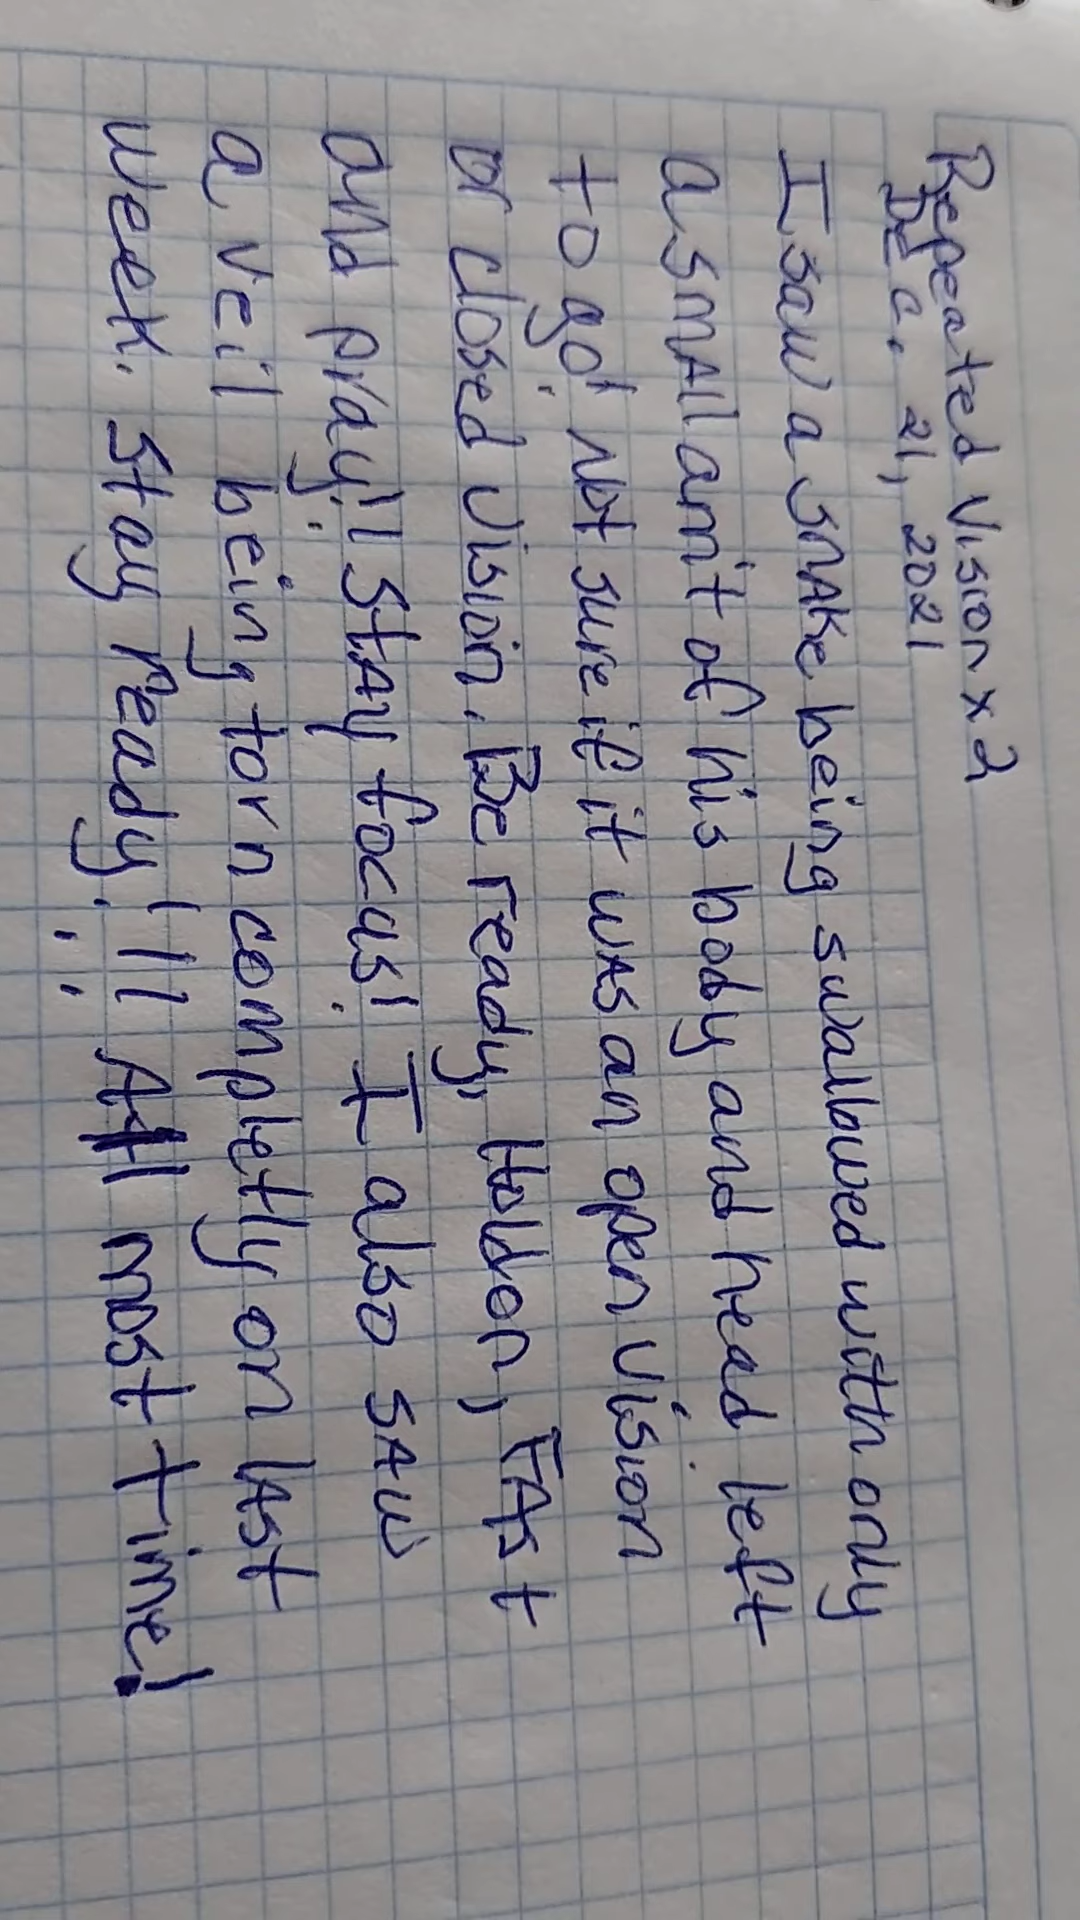 Repeated Vision x 2
Dec. 21, 2021
I saw a snake being swallowed with only
a smAll am't of his body and head left
to go! Not sure if it wAs an open vision
or closed vision. Be ready, Hold on, FAst
and pray!! StAy focus! I also sAw
a veil being torn completly on lAst
week. Stay Ready!!! All most time!